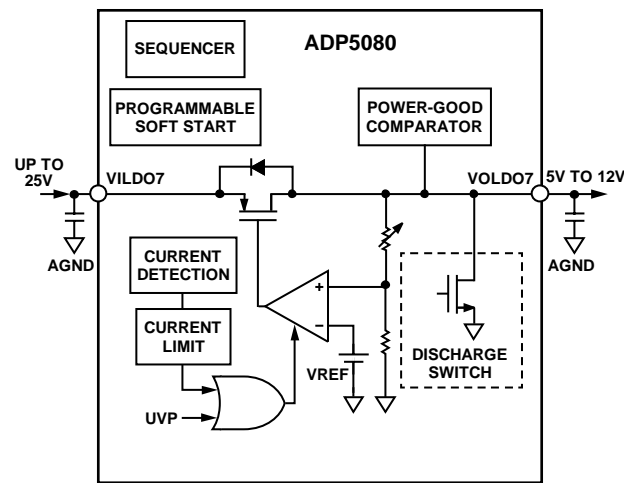 ADP5080
SEQUENCER
PROGRAMMABLE
SOFT START
POWER-GOOD
COMPARATOR
UP TO
25V
VILDO7
VOLDO7
5V TO 12V
AGND
AGND
CURRENT
DETECTION
CURRENT
LIMIT
+
–
VREF
UVP
DISCHARGE
SWITCH